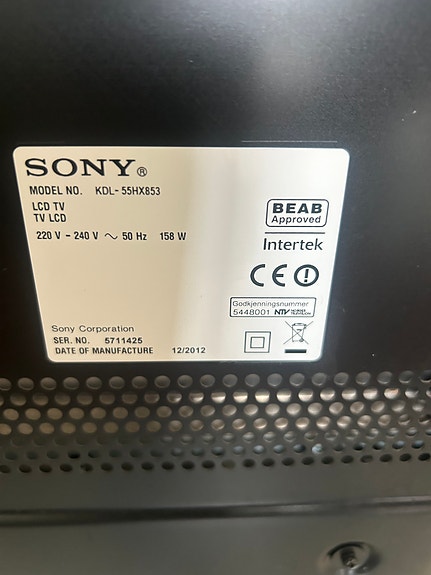 SONY®
MODEL NO. KDL-55HX853
LCD TV
TV LCD
220 V - 240 V ~ 50 Hz 158 W
BEAB
Approved
Intertek
CE
Godkjenningsnummer
5448001 NTV
Sony Corporation
SER. NO. 5711425
DATE OF MANUFACTURE 12/2012